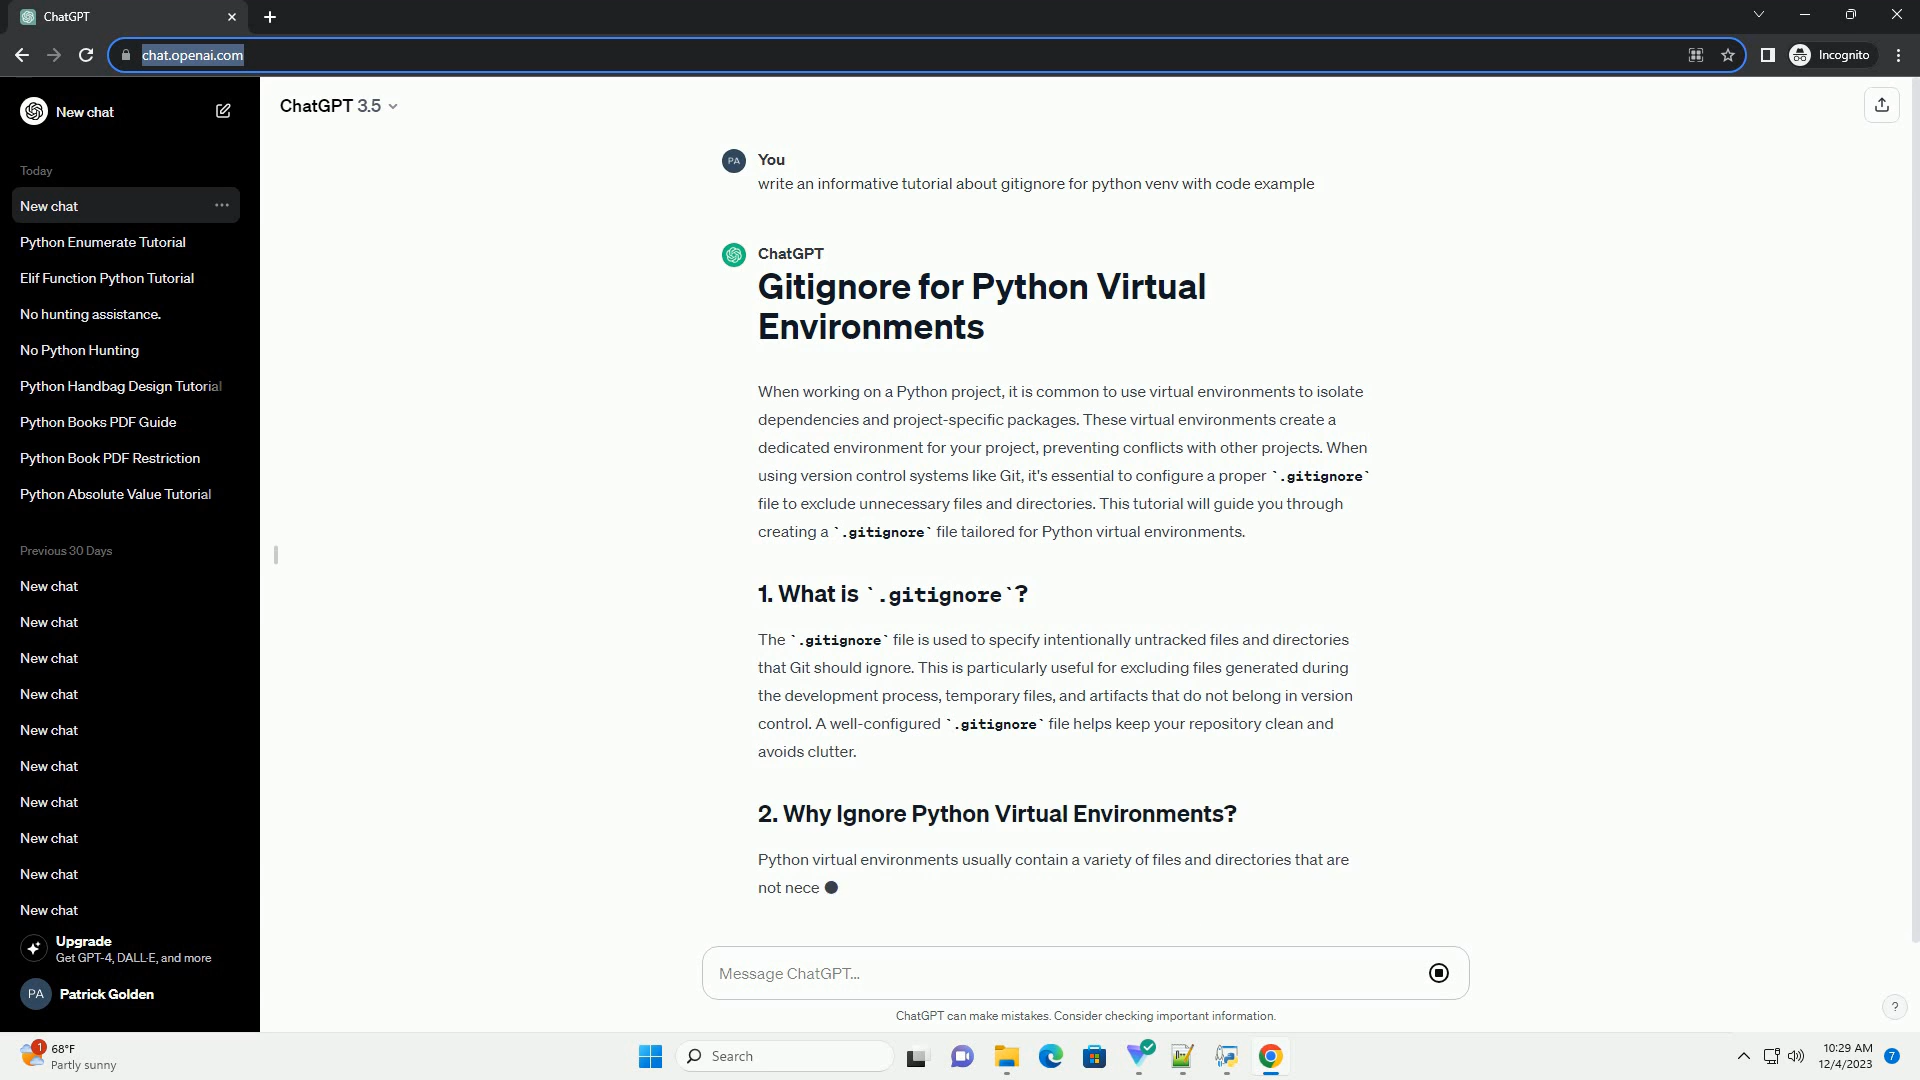 ChatGPT
chat.openai.com
Incognito
New chat
Today
New chat
Python Enumerate Tutorial
Elif Function Python Tutorial
No hunting assistance.
No Python Hunting
Python Handbag Design Tutorial
Python Books PDF Guide
Python Book PDF Restriction
Python Absolute Value Tutorial
Previous 30 Days
New chat
New chat
New chat
New chat
New chat
New chat
New chat
New chat
New chat
New chat
Upgrade
Get GPT-4, DALL·E, and more
PA Patrick Golden
ChatGPT 3.5
PA You
write an informative tutorial about gitignore for python venv with code example
ChatGPT
Gitignore for Python Virtual
Environments
When working on a Python project, it is common to use virtual environments to isolate
dependencies and project-specific packages. These virtual environments create a
dedicated environment for your project, preventing conflicts with other projects. When
using version control systems like Git, it's essential to configure a proper `.gitignore`
file to exclude unnecessary files and directories. This tutorial will guide you through
creating a `.gitignore` file tailored for Python virtual environments.
1. What is `.gitignore`?
The `.gitignore` file is used to specify intentionally untracked files and directories
that Git should ignore. This is particularly useful for excluding files generated during
the development process, temporary files, and artifacts that do not belong in version
control. A well-configured `.gitignore` file helps keep your repository clean and
avoids clutter.
2. Why Ignore Python Virtual Environments?
Python virtual environments usually contain a variety of files and directories that are
not nece
Message ChatGPT...
ChatGPT can make mistakes. Consider checking important information.
?
1
68°F
Partly sunny
Search
10:29 AM
12/4/2023
7